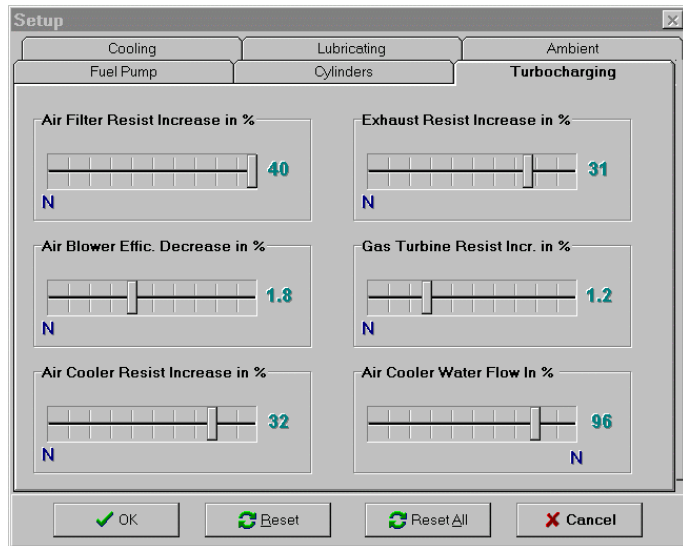 Setup
Cooling
Lubricating
Ambient
Fuel Pump
Cylinders
Turbocharging
Air Filter Resist Increase in %
40
N
Exhaust Resist Increase in %
31
N
Air Blower Effic. Decrease in %
1.8
N
Gas Turbine Resist Incr. in %
1.2
N
Air Cooler Resist Increase in %
32
N
Air Cooler Water Flow In %
96
N
OK
Reset
Reset All
Cancel